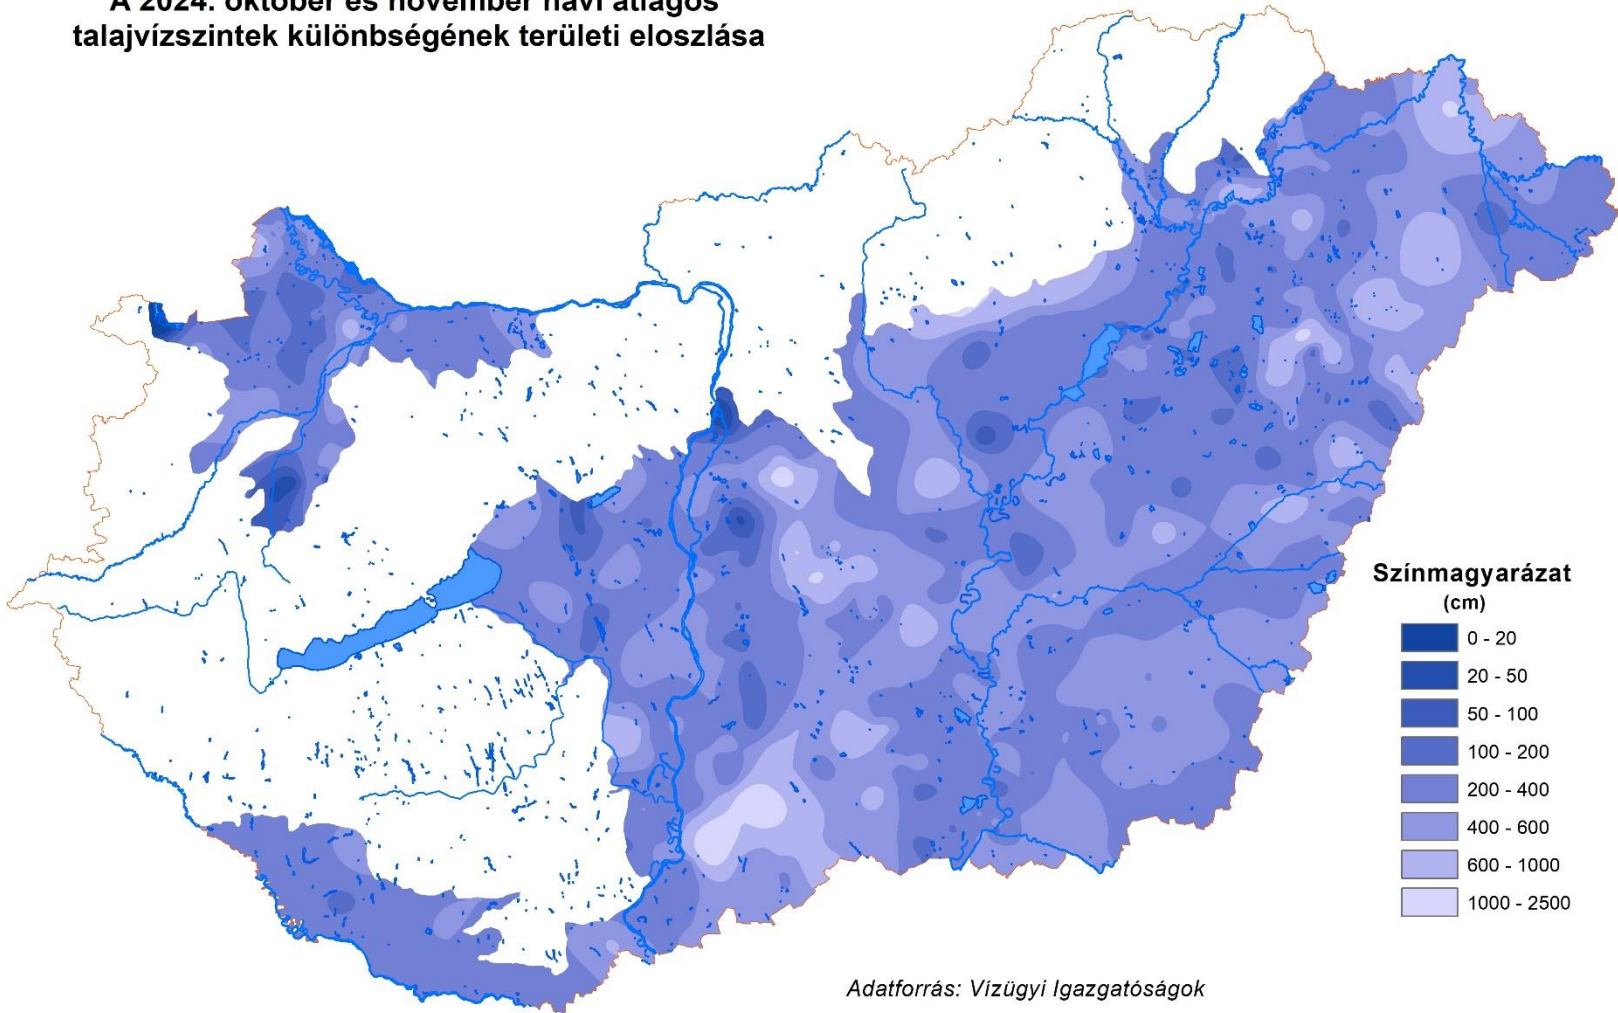 A 2024. október és november havi átlagos
talajvízszintek különbségének területi eloszlása
Színmagyarázat
(cm)
0 - 20
20 - 50
50 - 100
100 - 200
200 - 400
400 - 600
600 - 1000
1000 - 2500
Adatforrás: Vízügyi Igazgatóságok